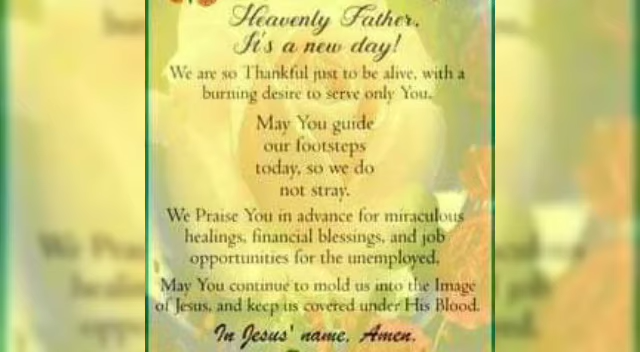 Heavenly Father,
It's a new day!
We are so Thankful just to be alive, with a
burning desire to serve only You.
May You guide
our footsteps
today, so we do
not stray.
We Praise You in advance for miraculous
healings, financial blessings, and job
opportunities for the unemployed.
May You continue to mold us into the Image
of Jesus, and keep us covered under His Blood.
In Jesus' name, Amen.